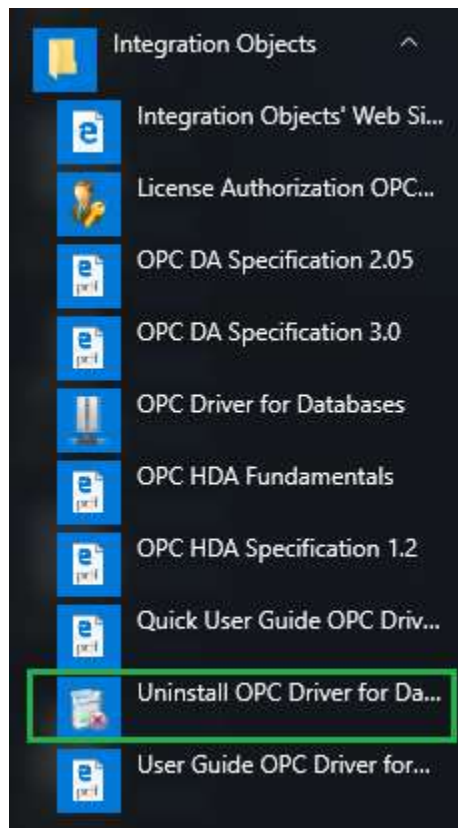 Integration Objects
Integration Objects' Web Si...
License Authorization OPC...
OPC DA Specification 2.05
OPC DA Specification 3.0
OPC Driver for Databases
OPC HDA Fundamentals
OPC HDA Specification 1.2
Quick User Guide OPC Driv...
Uninstall OPC Driver for Da...
User Guide OPC Driver for...